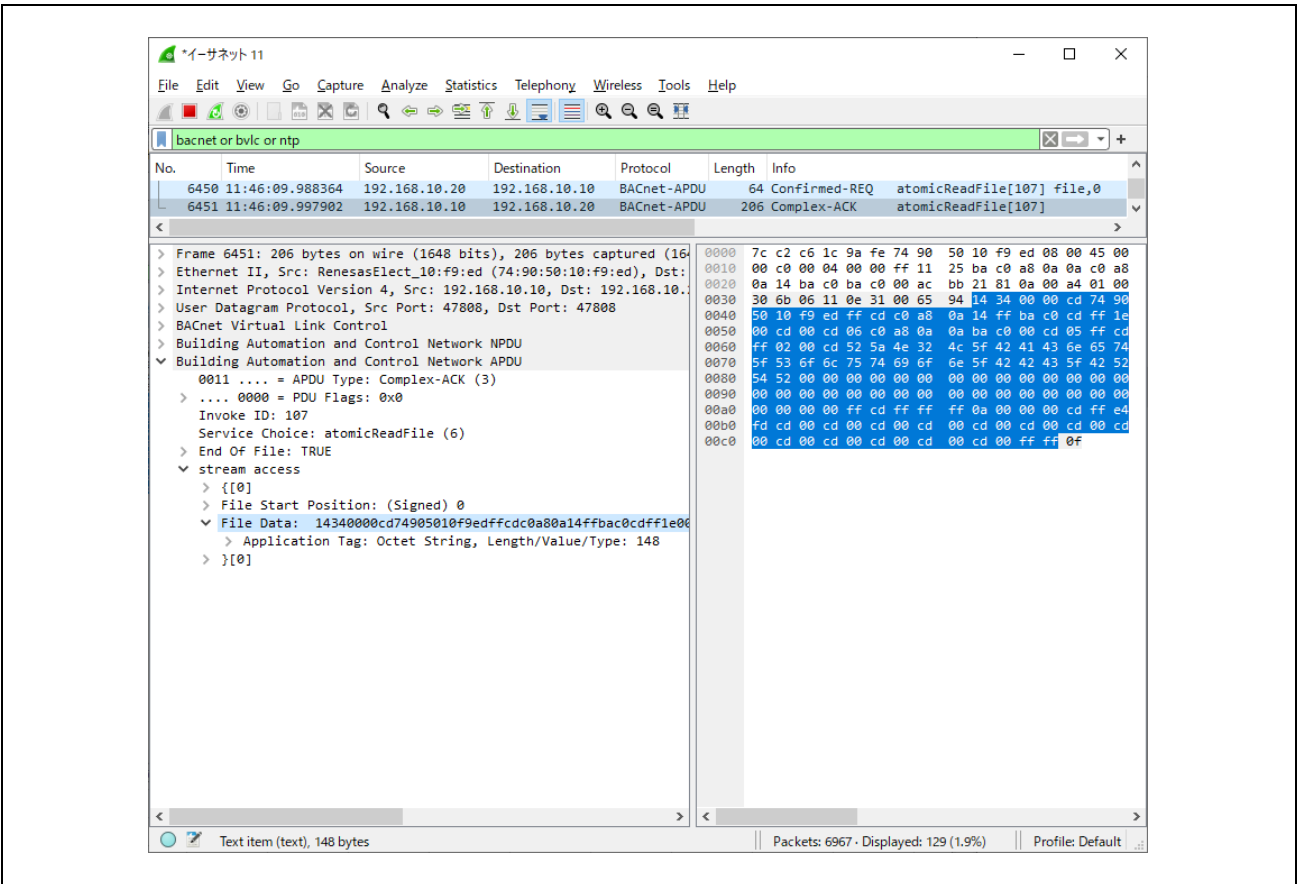 *イーサネット 11
File Edit View Go Capture Analyze Statistics Telephony Wireless Tools Help
bacnet or bvlc or ntp
No. Time Source Destination Protocol Length Info
6450 11:46:09.988364 192.168.10.20 192.168.10.10 BACnet-APDU 64 Confirmed-REQ atomicReadFile[107] file,0
6451 11:46:09.997902 192.168.10.10 192.168.10.20 BACnet-APDU 206 Complex-ACK atomicReadFile[107]
> Frame 6451: 206 bytes on wire (1648 bits), 206 bytes captured (164
> Ethernet II, Src: RenesasElect_10:f9:ed (74:90:50:10:f9:ed), Dst:
> Internet Protocol Version 4, Src: 192.168.10.10, Dst: 192.168.10.
> User Datagram Protocol, Src Port: 47808, Dst Port: 47808
> BACnet Virtual Link Control
> Building Automation and Control Network NPDU
Building Automation and Control Network APDU
0011 .... = APDU Type: Complex-ACK (3)
> .... 0000 = PDU Flags: 0x0
Invoke ID: 107
Service Choice: atomicReadFile (6)
> End Of File: TRUE
stream access
> {[0]
> File Start Position: (Signed) 0
File Data: 14340000cd74905010f9edffcdc0a80a14ffbac0cdff1e00
> Application Tag: Octet String, Length/Value/Type: 148
> }[0]
0000 7c c2 c6 1c 9a fe 74 90 50 10 f9 ed 08 00 45 00
0010 00 c0 00 04 00 00 ff 11 25 ba c0 a8 0a 0a c0 a8
0020 0a 14 ba c0 ba c0 00 ac bb 21 81 0a 00 a4 01 00
0030 30 6b 06 11 0e 31 00 65 94 14 34 00 00 cd 74 90
0040 50 10 f9 ed ff cd c0 a8 0a 14 ff ba c0 cd ff 1e
0050 00 cd 00 cd 06 c0 a8 0a 0a ba c0 00 cd 05 ff cd
0060 ff 02 00 cd 52 5a 4e 32 4c 5f 42 41 43 6e 65 74
0070 5f 53 6f 6c 75 74 69 6f 6e 5f 42 42 43 5f 42 52
0080 54 52 00 00 00 00 00 00 00 00 00 00 00 00 00 00
0090 00 00 00 00 00 00 00 00 00 00 00 00 00 00 00 00
00a0 00 00 00 00 ff cd ff ff ff 0a 00 00 00 cd ff e4
00b0 fd cd 00 cd 00 cd 00 cd 00 cd 00 cd 00 cd 00 cd
00c0 00 cd 00 cd 00 cd 00 cd 00 cd 00 ff ff 0f
Text item (text), 148 bytes
Packets: 6967 · Displayed: 129 (1.9%)
Profile: Default